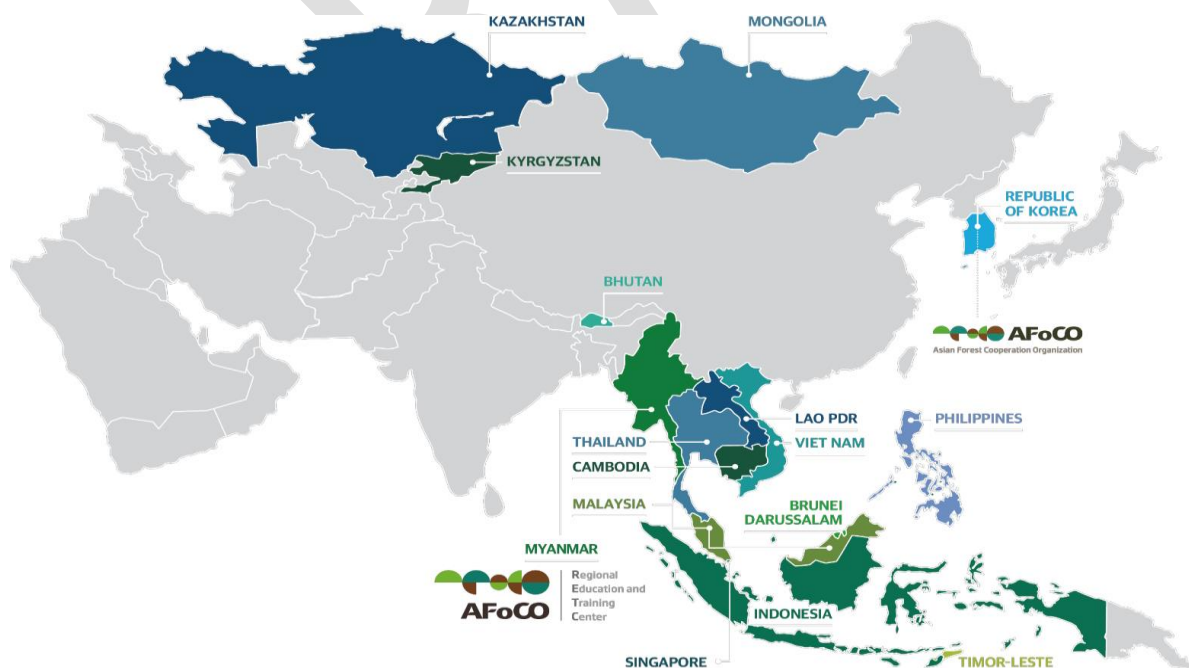 KAZAKHSTAN
MONGOLIA
KYRGYZSTAN
REPUBLIC
OF KOREA
BHUTAN
AFoCO
Asian Forest Cooperation Organization
LAO PDR
PHILIPPINES
THAILAND
VIET NAM
CAMBODIA
MALAYSIA
BRUNEI
DARUSSALAM
MYANMAR
AFoCO
Regional
Education and
Training
Center
INDONESIA
SINGAPORE
TIMOR-LESTE